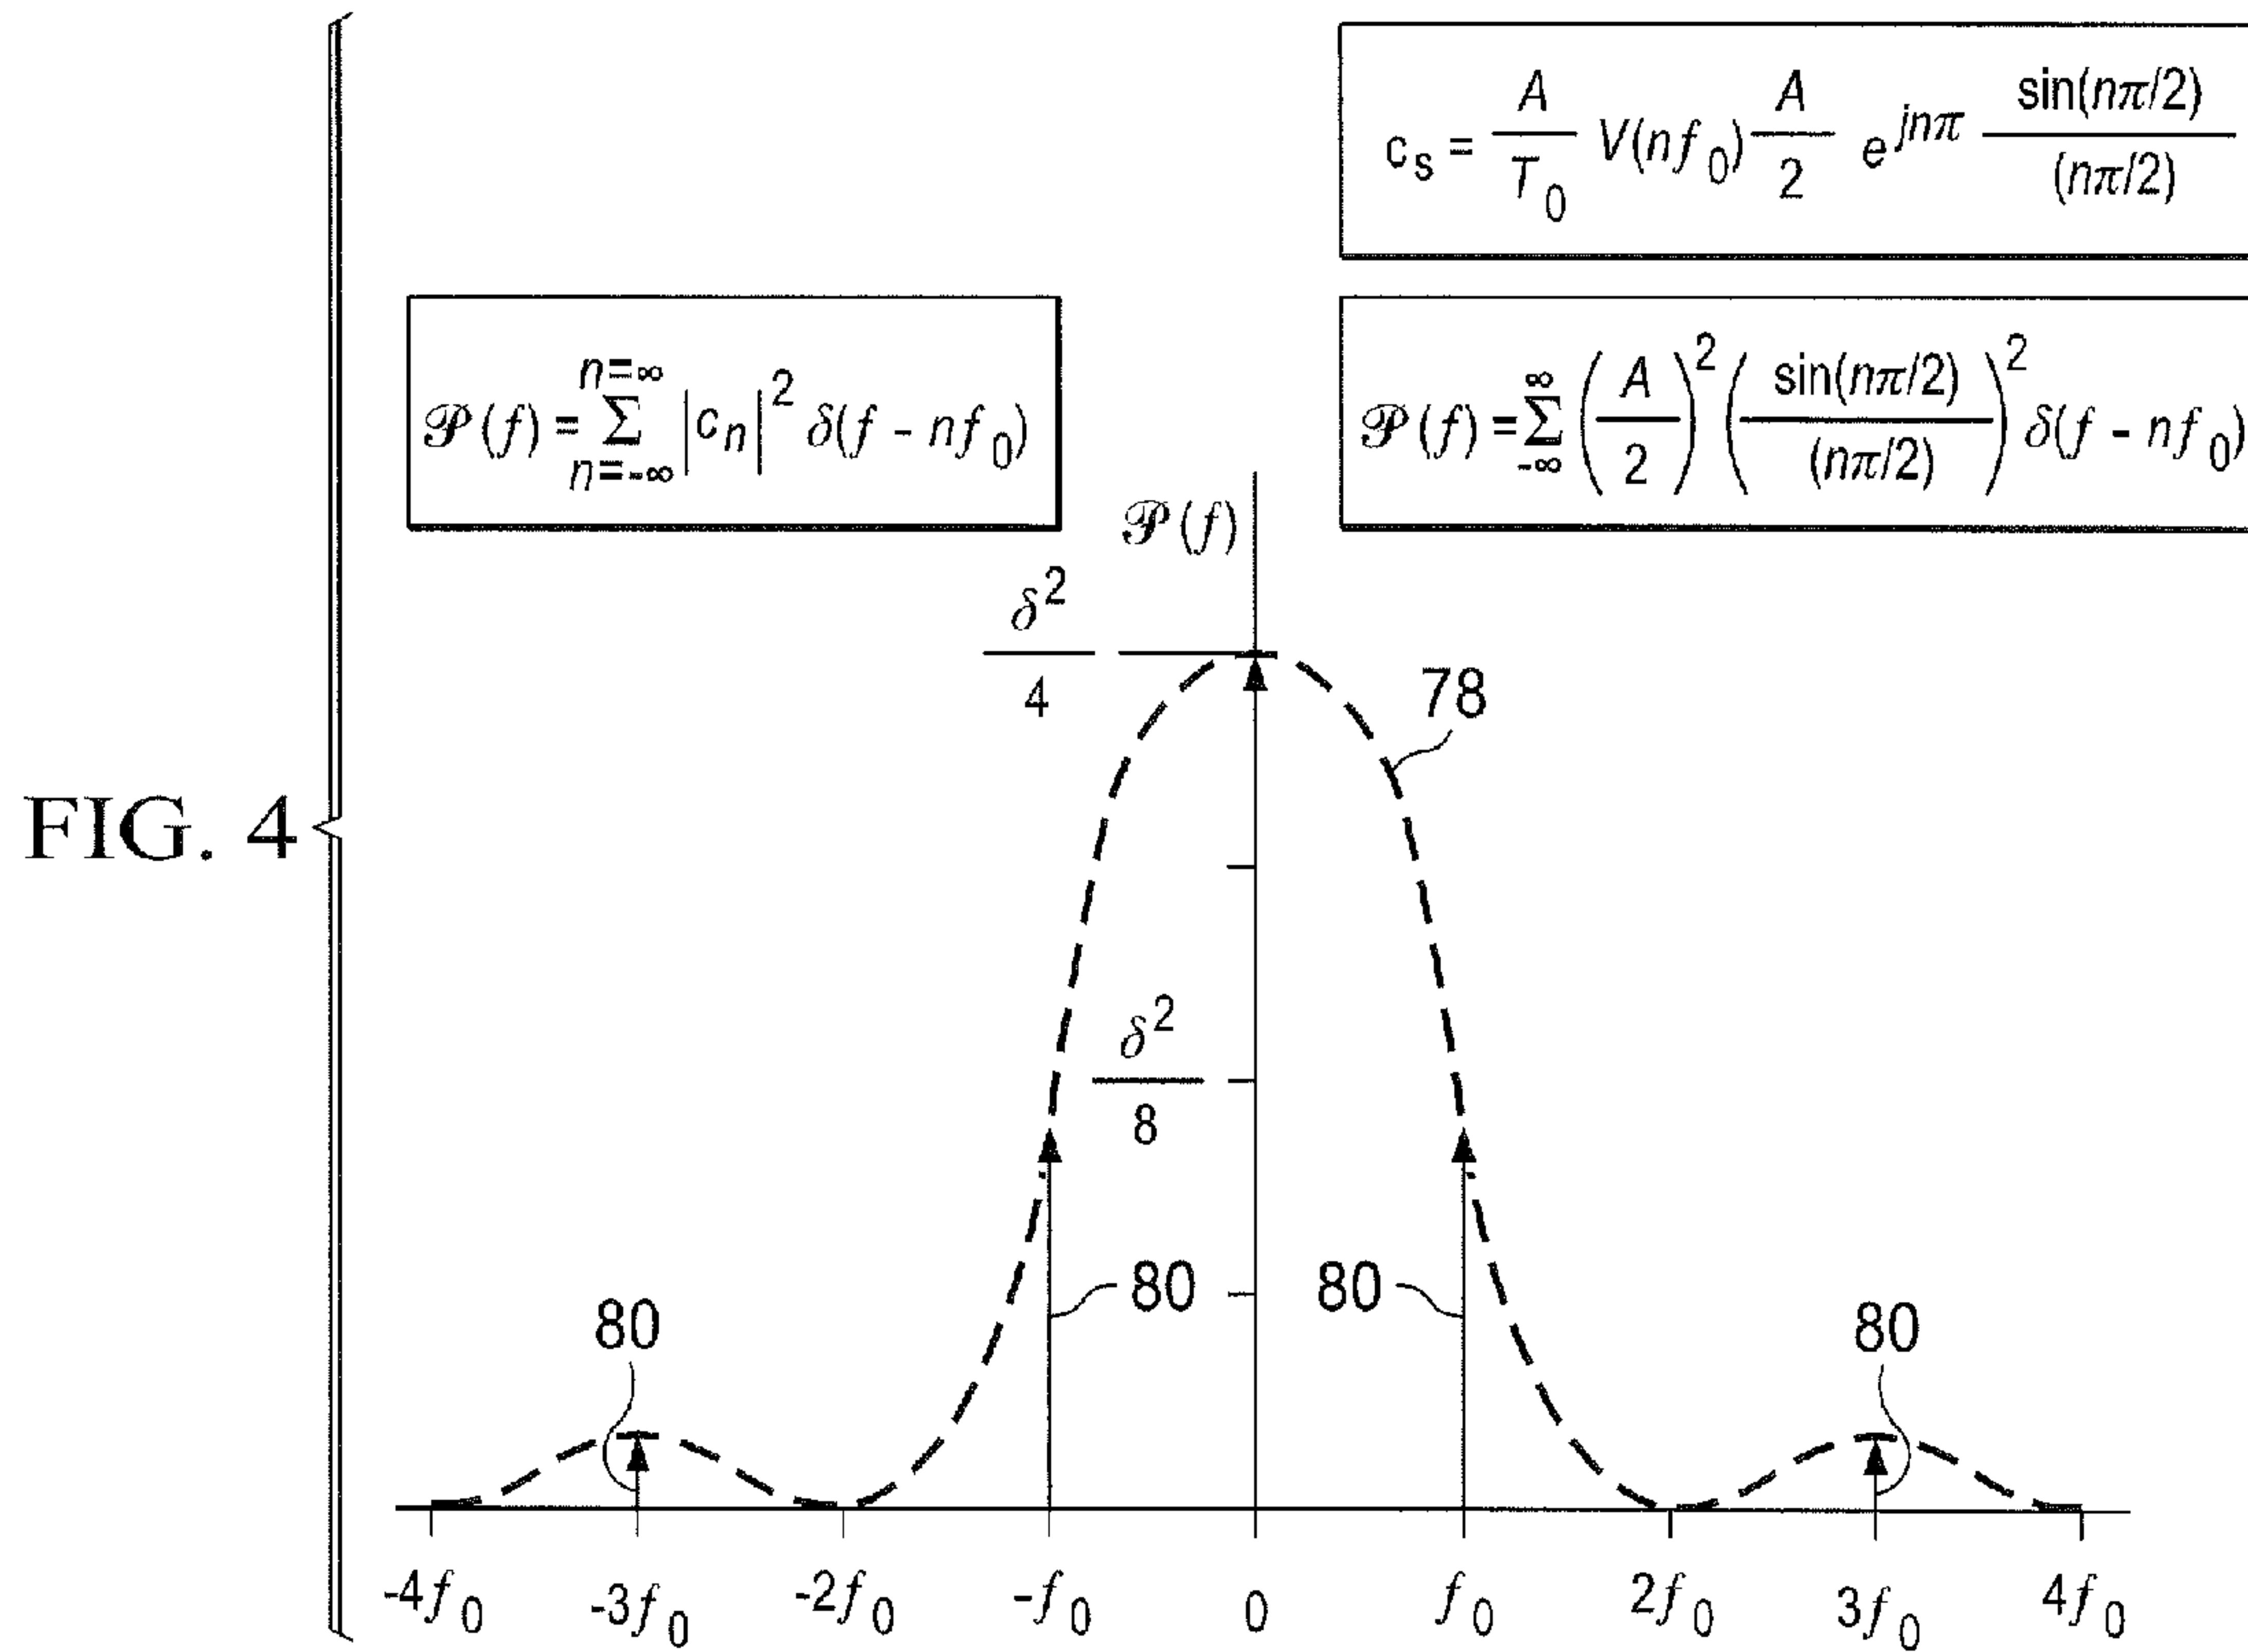 c_s = A/T_0 V(nf_0) A/2 e^{jnπ} sin(nπ/2)/(nπ/2)
𝒫(f) = Σ_{n=-∞}^{n=∞} |c_n|^2 δ(f - nf_0)
𝒫(f) = Σ_{-∞}^{∞} (A/2)^2 (sin(nπ/2)/(nπ/2))^2 δ(f - nf_0)
𝒫(f)
δ^2/4
78
FIG. 4
δ^2/8
80
80
80
80
-4f_0 -3f_0 -2f_0 -f_0 0 f_0 2f_0 3f_0 4f_0